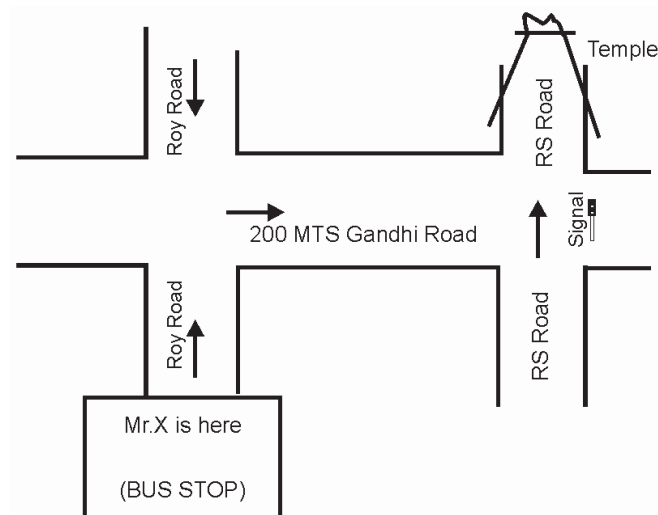 Temple
Roy Road
RS Road
200 MTS Gandhi Road
Signal
Roy Road
RS Road
Mr.X is here
(BUS STOP)